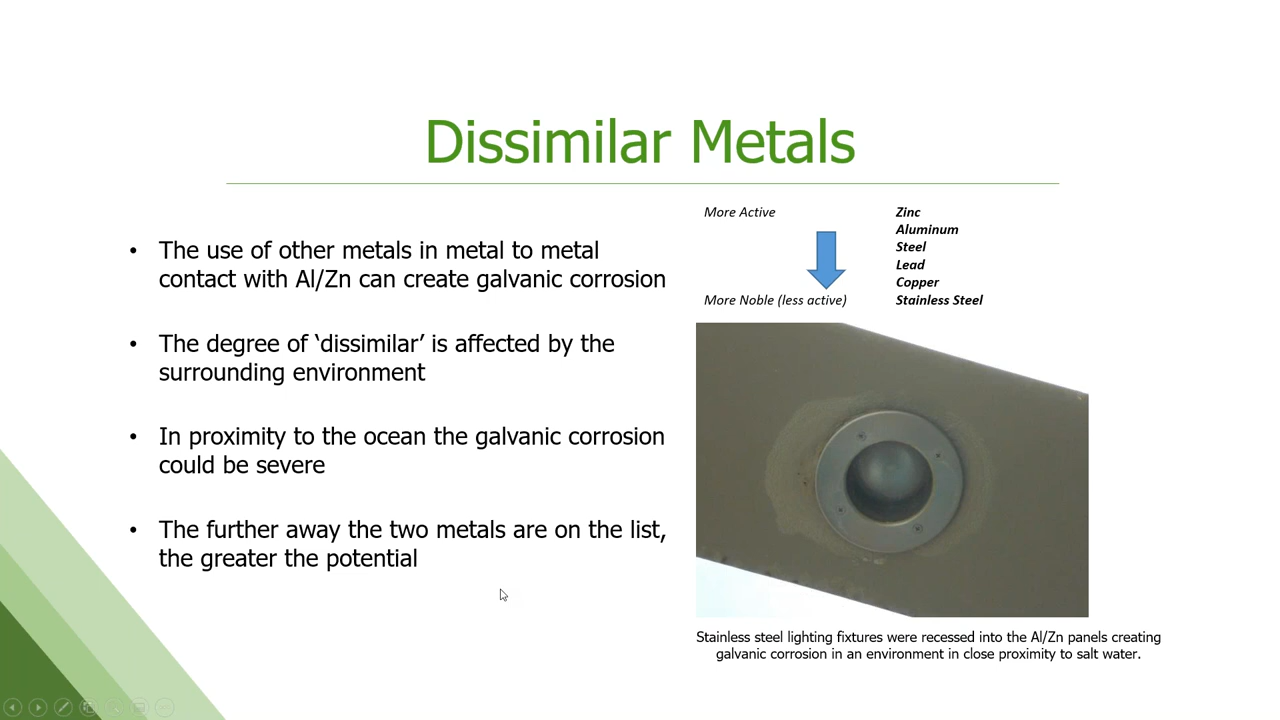 Dissimilar Metals
• The use of other metals in metal to metal
contact with Al/Zn can create galvanic corrosion
• The degree of ‘dissimilar’ is affected by the
surrounding environment
• In proximity to the ocean the galvanic corrosion
could be severe
• The further away the two metals are on the list,
the greater the potential
More Active
More Noble (less active)
Zinc
Aluminum
Steel
Lead
Copper
Stainless Steel
Stainless steel lighting fixtures were recessed into the Al/Zn panels creating
galvanic corrosion in an environment in close proximity to salt water.